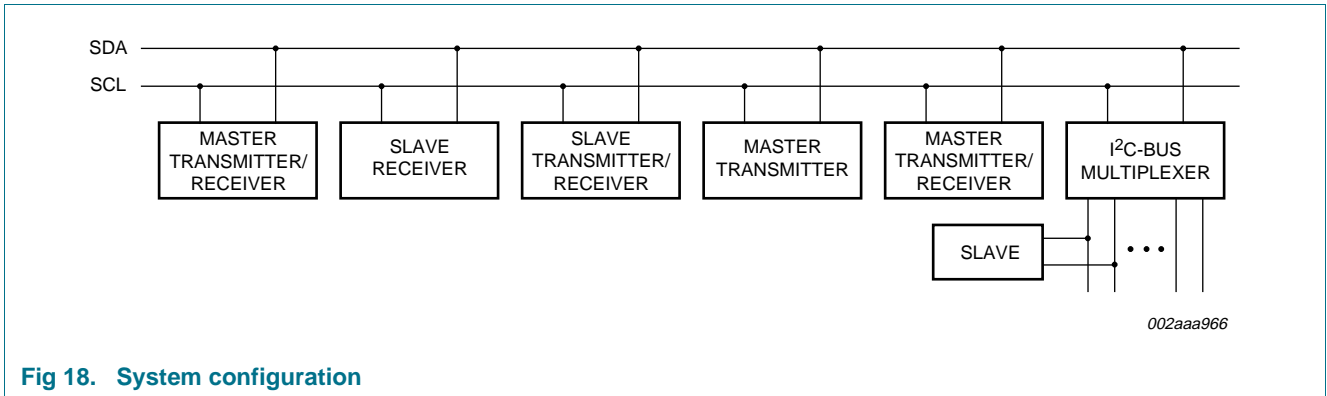 SDA
SCL
MASTER
TRANSMITTER/
RECEIVER
SLAVE
RECEIVER
SLAVE
TRANSMITTER/
RECEIVER
MASTER
TRANSMITTER
MASTER
TRANSMITTER/
RECEIVER
I²C-BUS
MULTIPLEXER
SLAVE
002aaa966
Fig 18. System configuration